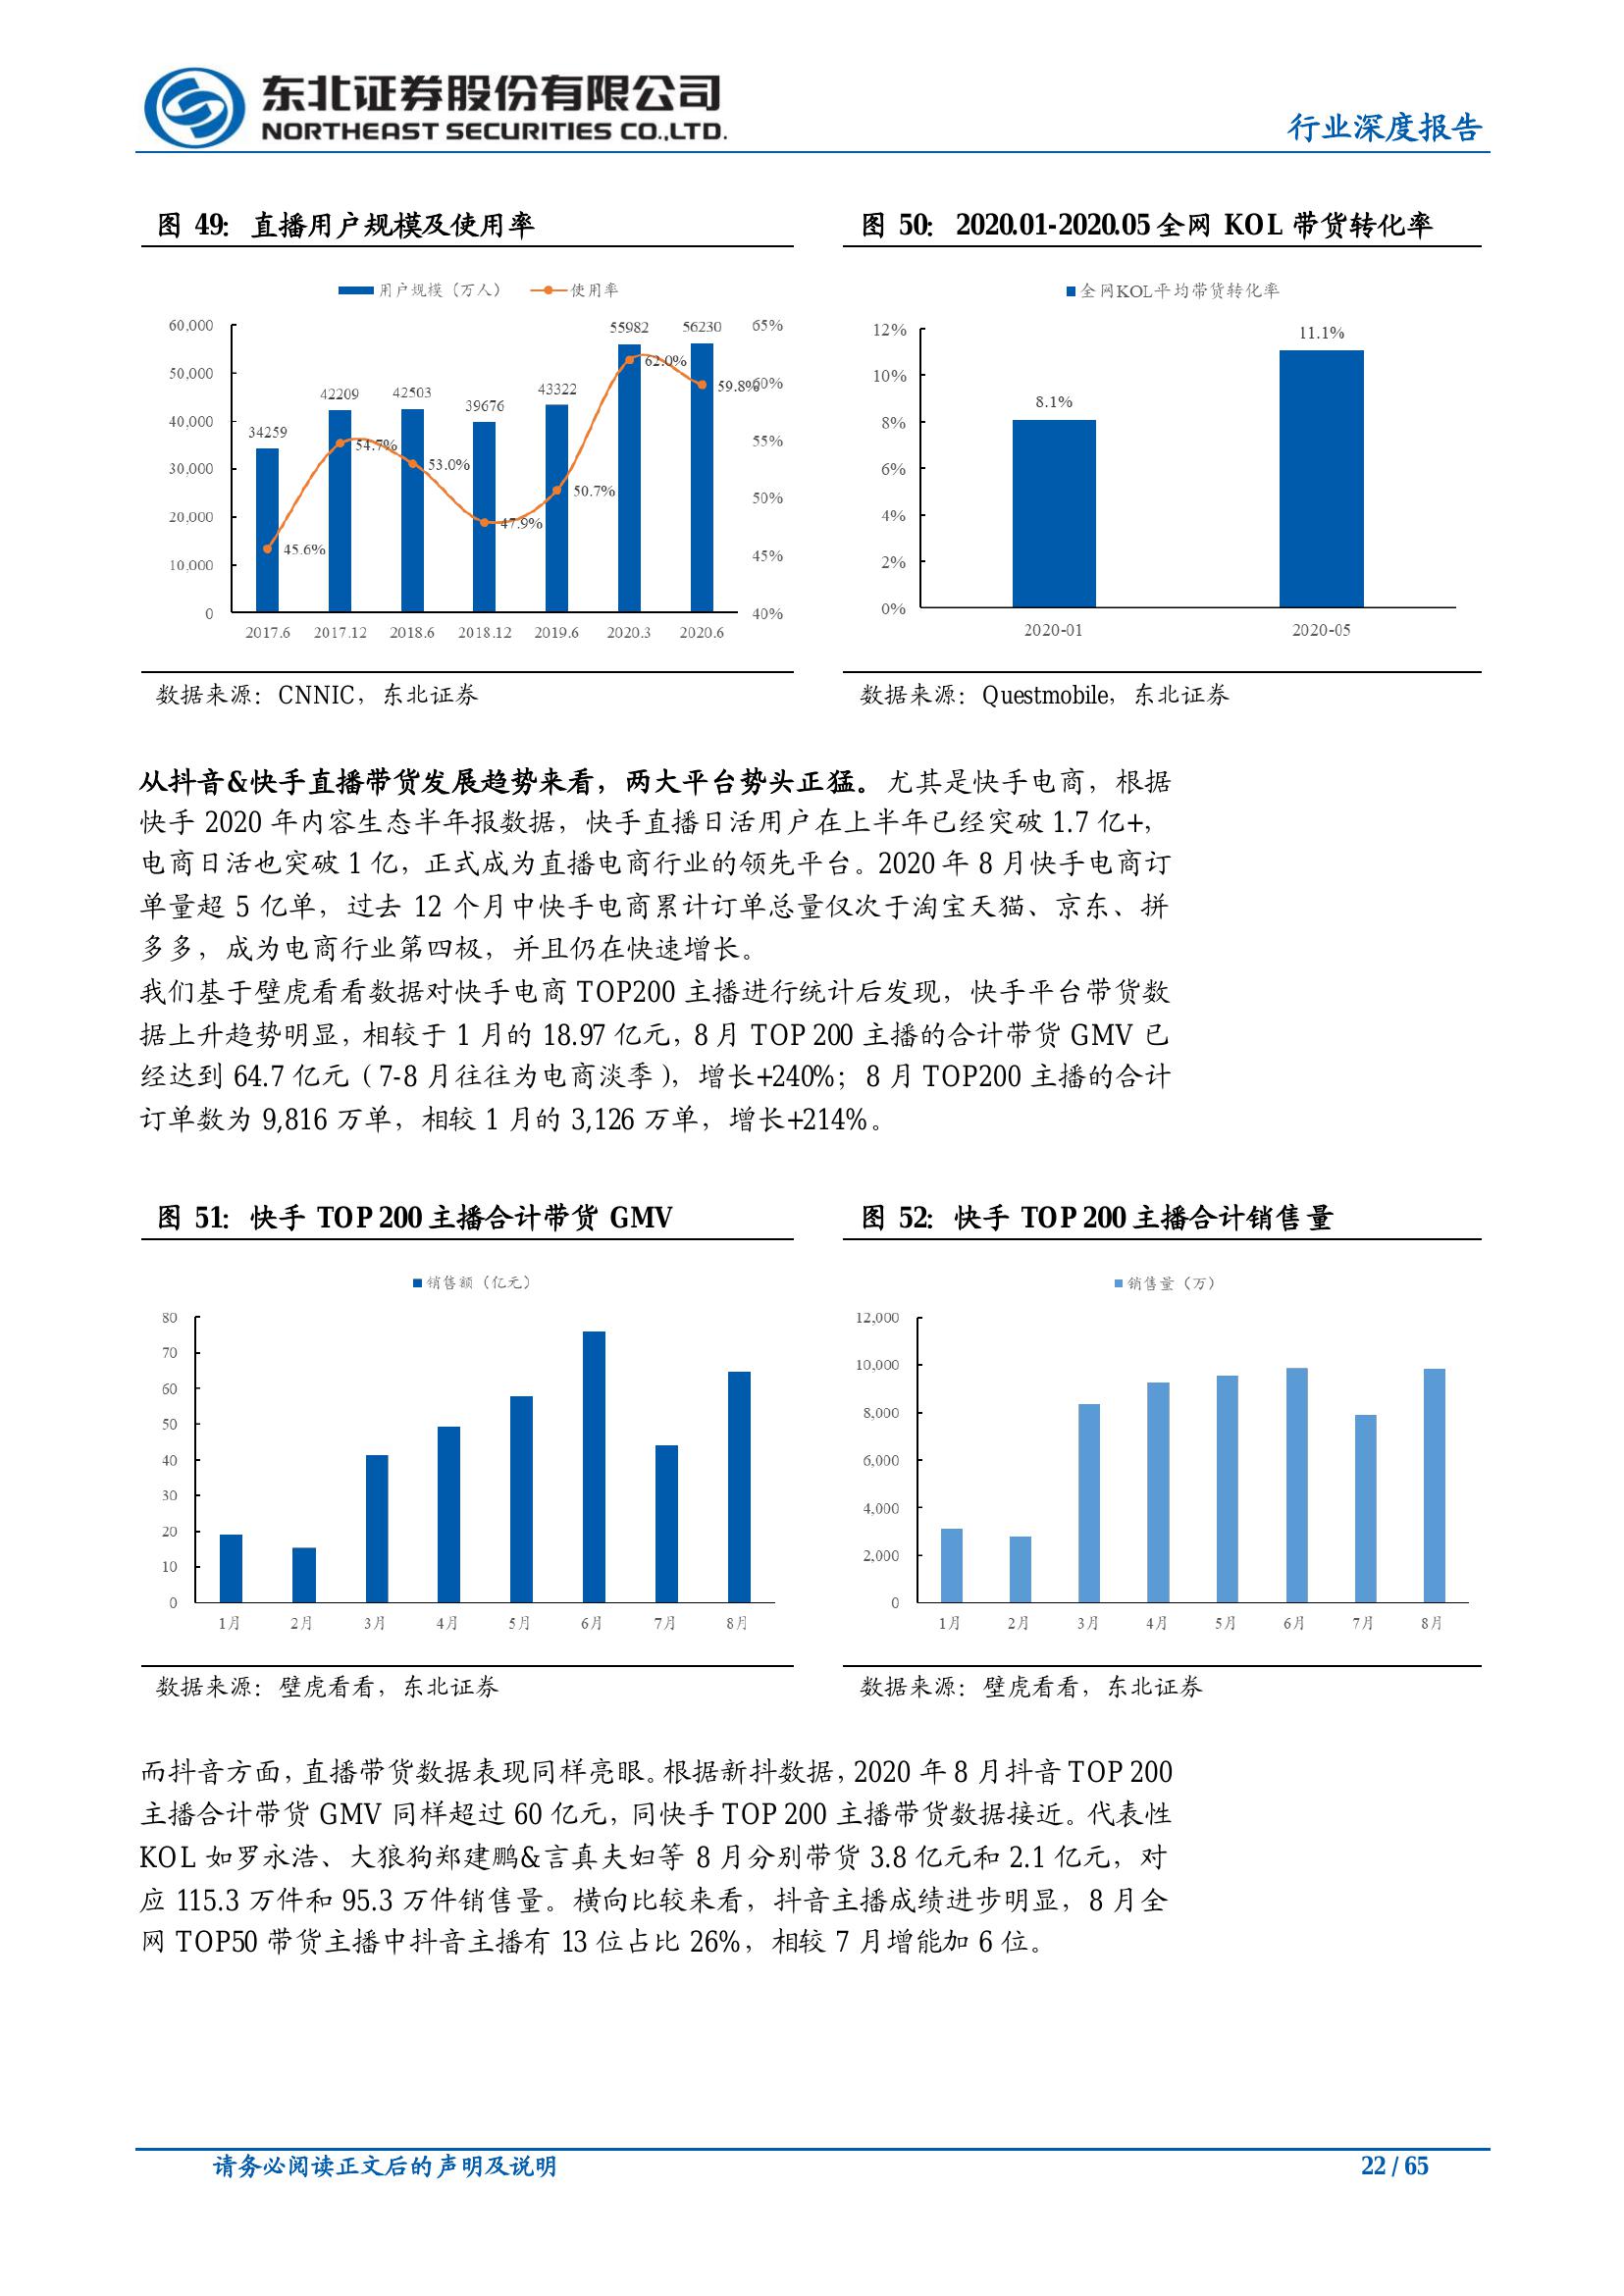 东北证券股份有限公司
NORTHEAST SECURITIES CO.,LTD.
行业深度报告
图 49：直播用户规模及使用率
用户规模（万人） 使用率
60,000
50,000
40,000
30,000
20,000
10,000
0
65%
60%
55%
50%
45%
40%
34259
42209
42503
39676
43322
55982
56230
45.6%
54.7%
53.0%
47.9%
50.7%
62.0%
59.8%
2017.6 2017.12 2018.6 2018.12 2019.6 2020.3 2020.6
数据来源：CNNIC，东北证券
图 50：2020.01-2020.05 全网 KOL 带货转化率
全网KOL平均带货转化率
12%
10%
8%
6%
4%
2%
0%
8.1%
11.1%
2020-01 2020-05
数据来源：Questmobile，东北证券
从抖音&快手直播带货发展趋势来看，两大平台势头正猛。尤其是快手电商，根据
快手 2020 年内容生态半年报数据，快手直播日活用户在上半年已经突破 1.7 亿+，
电商日活也突破 1 亿，正式成为直播电商行业的领先平台。2020 年 8 月快手电商订
单量超 5 亿单，过去 12 个月中快手电商累计订单总量仅次于淘宝天猫、京东、拼
多多，成为电商行业第四极，并且仍在快速增长。
我们基于壁虎看看数据对快手电商 TOP200 主播进行统计后发现，快手平台带货数
据上升趋势明显，相较于 1 月的 18.97 亿元，8 月 TOP 200 主播的合计带货 GMV 已
经达到 64.7 亿元（7-8 月往往为电商淡季），增长+240%；8 月 TOP200 主播的合计
订单数为 9,816 万单，相较 1 月的 3,126 万单，增长+214%。
图 51：快手 TOP 200 主播合计带货 GMV
销售额（亿元）
80
70
60
50
40
30
20
10
0
1月 2月 3月 4月 5月 6月 7月 8月
数据来源：壁虎看看，东北证券
图 52：快手 TOP 200 主播合计销售量
销售量（万）
12,000
10,000
8,000
6,000
4,000
2,000
0
1月 2月 3月 4月 5月 6月 7月 8月
数据来源：壁虎看看，东北证券
而抖音方面，直播带货数据表现同样亮眼。根据新抖数据，2020 年 8 月抖音 TOP 200
主播合计带货 GMV 同样超过 60 亿元，同快手 TOP 200 主播带货数据接近。代表性
KOL 如罗永浩、大狼狗郑建鹏&言真夫妇等 8 月分别带货 3.8 亿元和 2.1 亿元，对
应 115.3 万件和 95.3 万件销售量。横向比较来看，抖音主播成绩进步明显，8 月全
网 TOP50 带货主播中抖音主播有 13 位占比 26%，相较 7 月增能加 6 位。
请务必阅读正文后的声明及说明
22 / 65